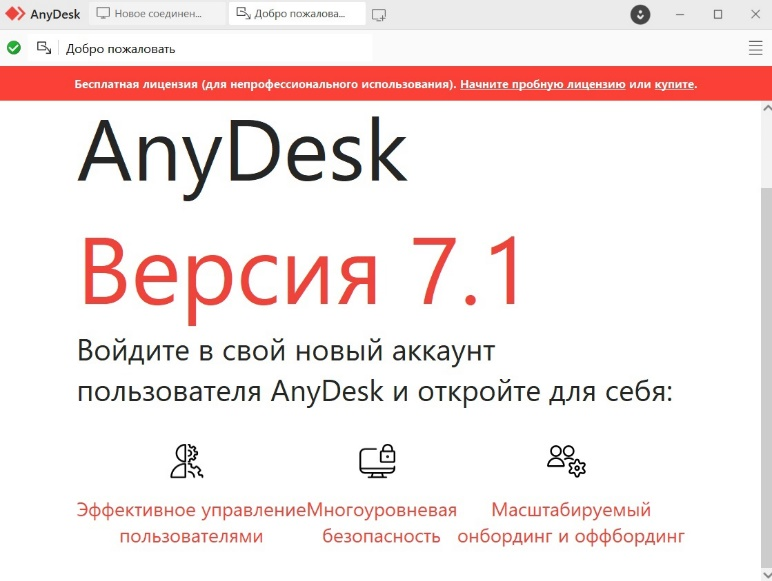 AnyDesk
Новое соединен...
Добро пожалова...
Добро пожаловать
Бесплатная лицензия (для непрофессионального использования). Начните пробную лицензию или купите.
AnyDesk
Версия 7.1
Войдите в свой новый аккаунт
пользователя AnyDesk и откройте для себя:
Эффективное управление
пользователями
Многоуровневая
безопасность
Масштабируемый
онбординг и оффбординг